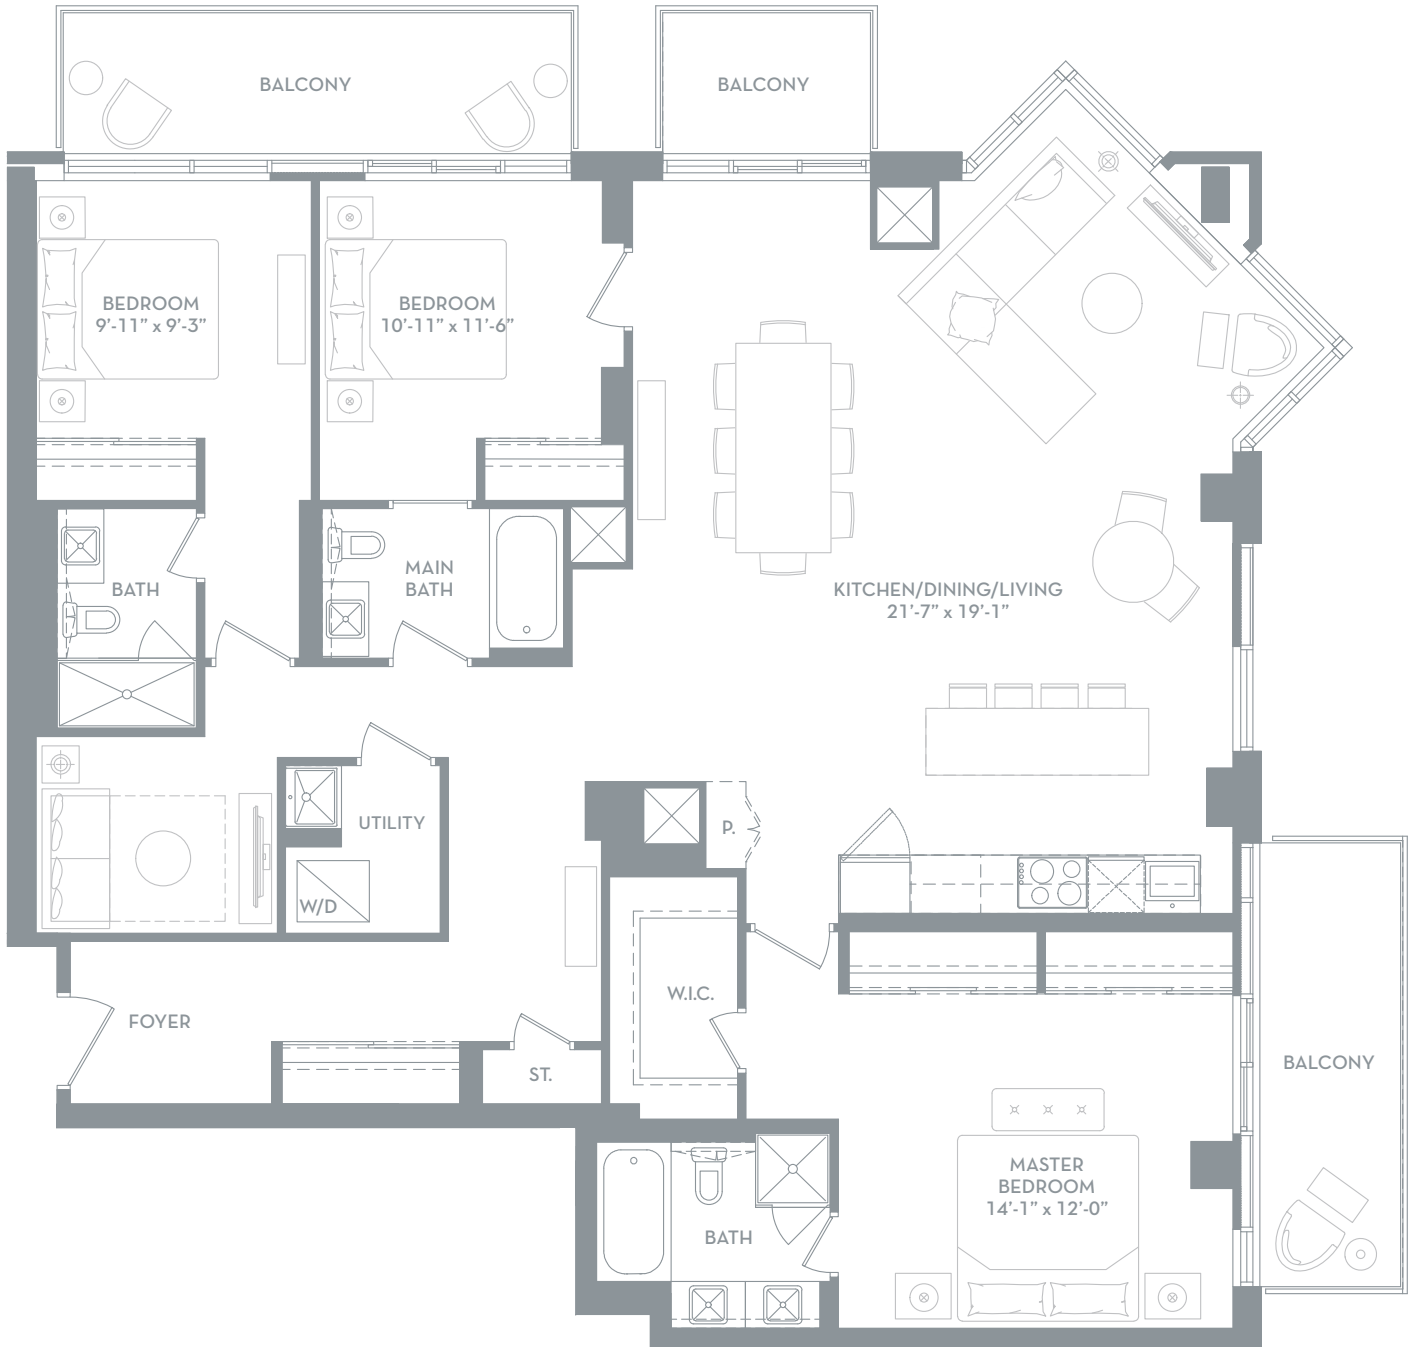 BALCONY
BALCONY
BEDROOM
9'-11” x 9'-3”
BEDROOM
10'-11” x 11'-6”
MAIN
BATH
BATH
KITCHEN/DINING/LIVING
21'-7” x 19'-1”
UTILITY
P.
W/D
W.I.C.
FOYER
ST.
BALCONY
MASTER
BEDROOM
14'-1” x 12'-0”
BATH